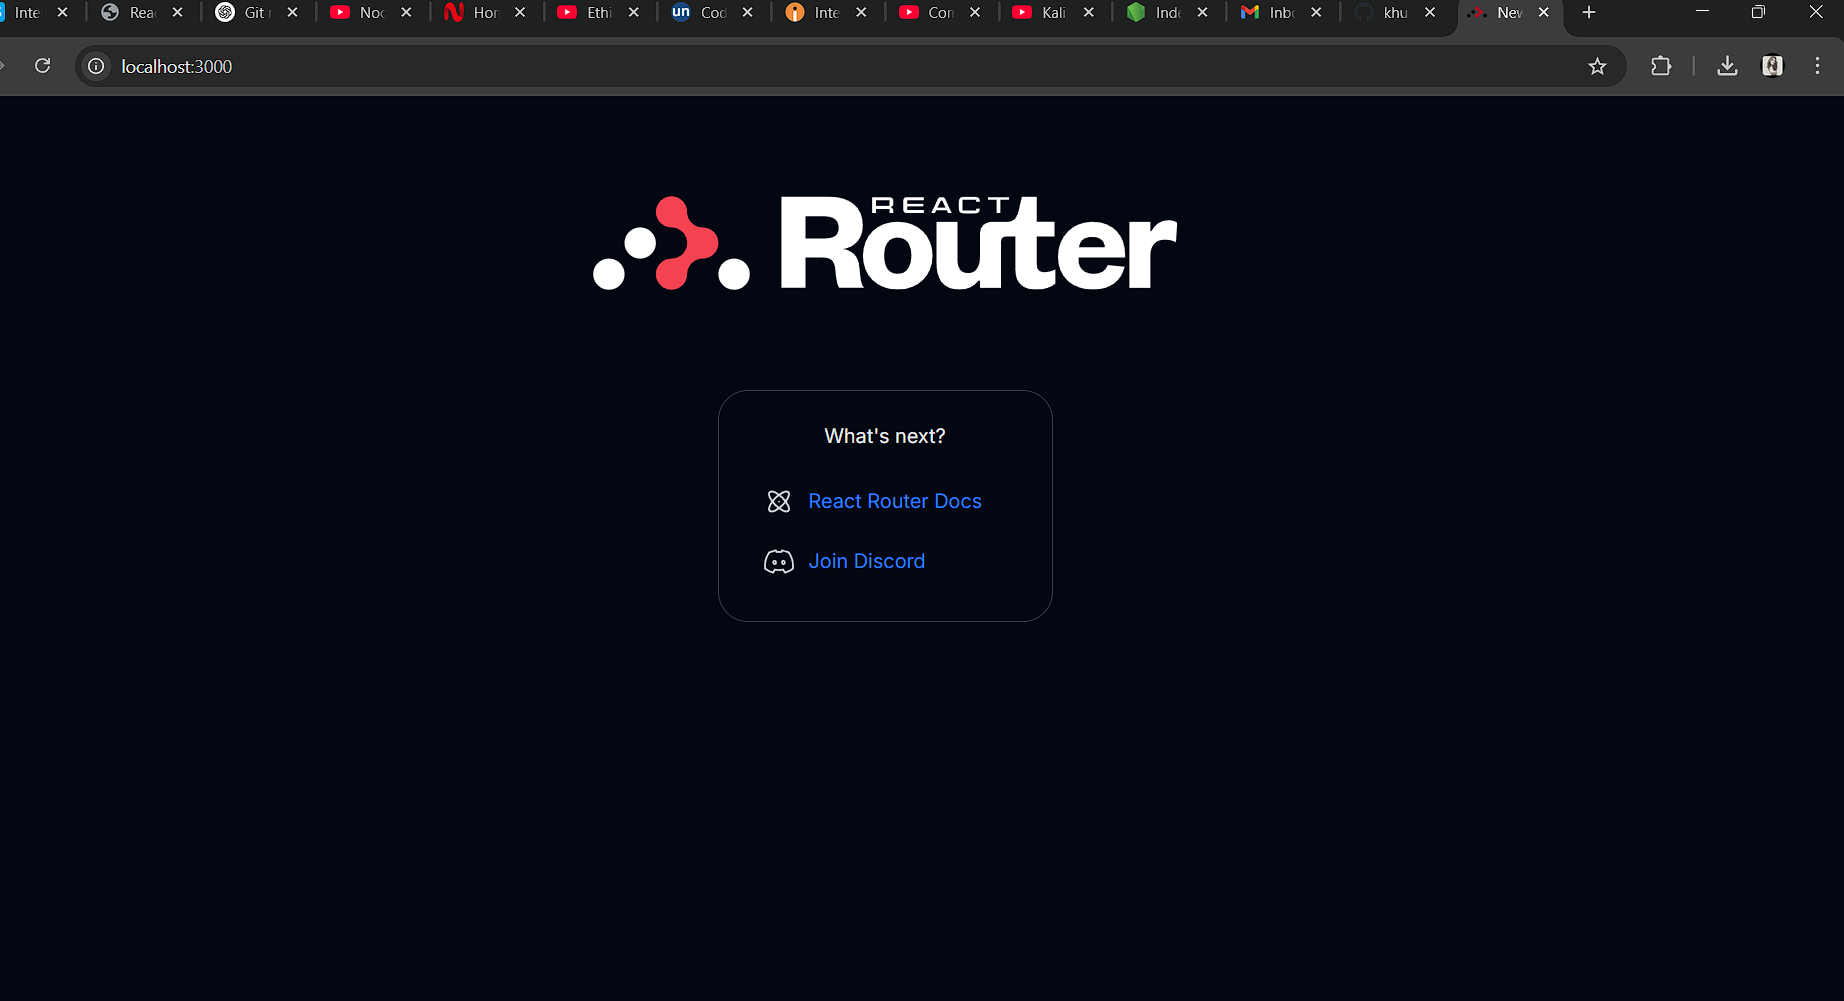 Inte Rea Git r Noc Hor Ethi Cod Inte Con Kali Inde Inbo khu New
localhost:3000
REACT
Router
What's next?
React Router Docs
Join Discord